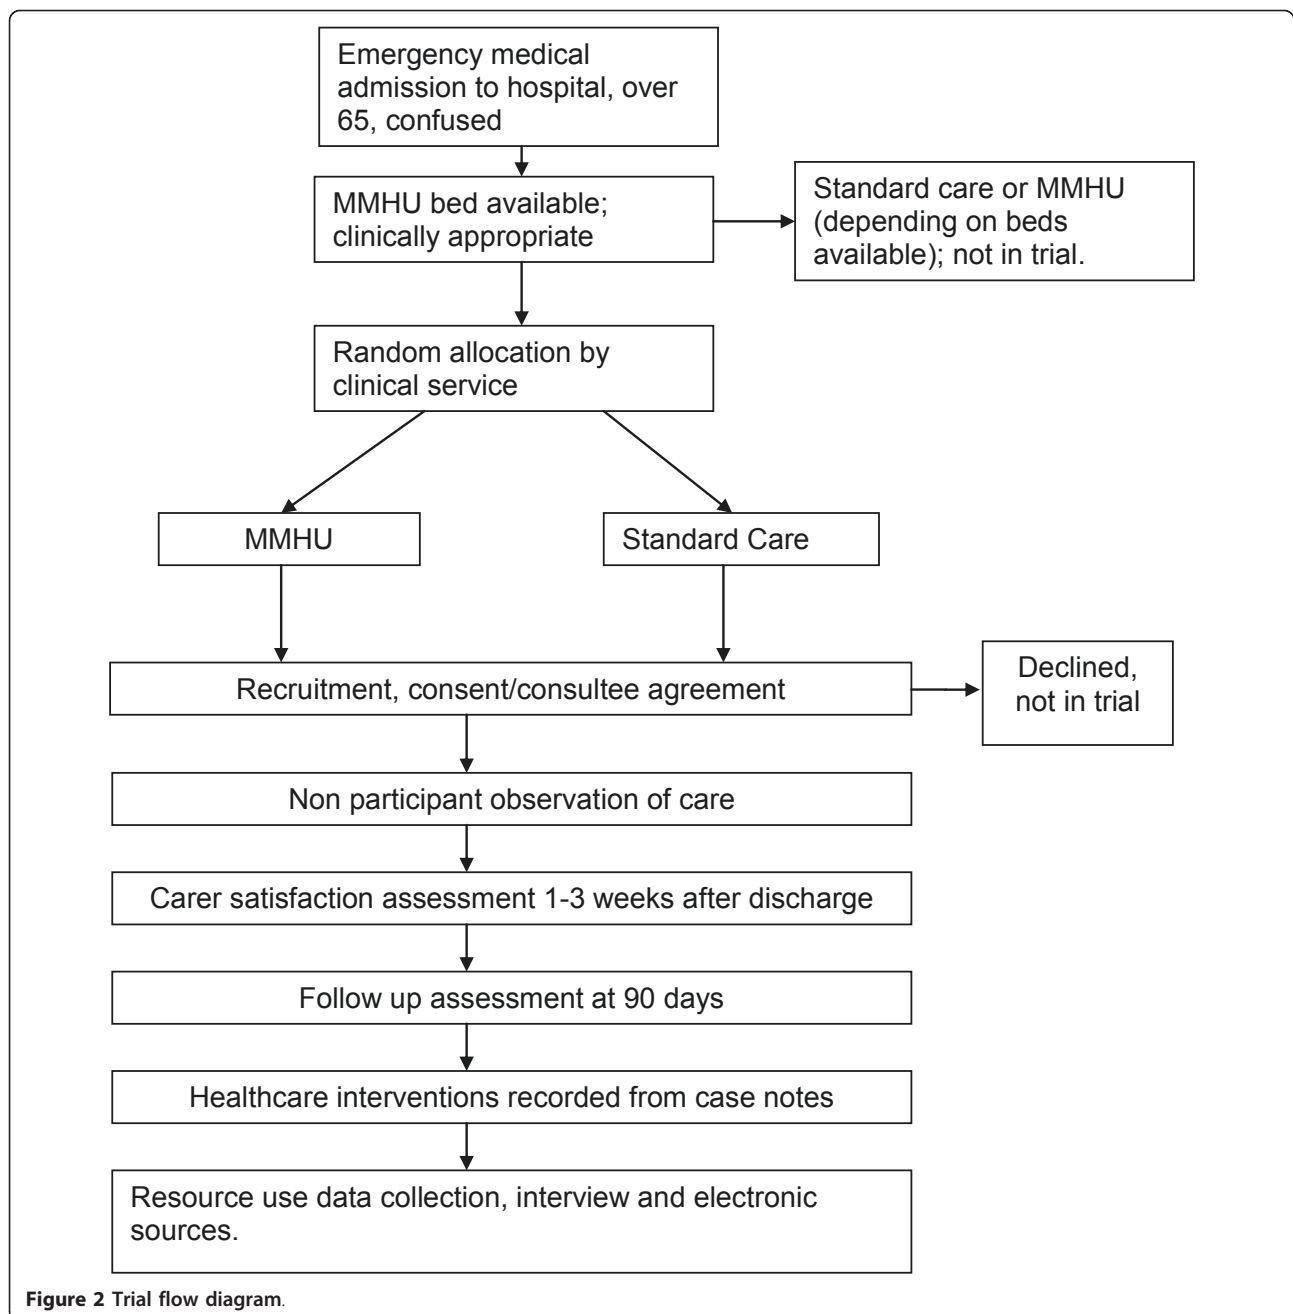 Emergency medical
admission to hospital, over
65, confused
MMHU bed available;
clinically appropriate
Standard care or MMHU
(depending on beds
available); not in trial.
Random allocation by
clinical service
MMHU
Standard Care
Recruitment, consent/consultee agreement
Declined,
not in trial
Non participant observation of care
Carer satisfaction assessment 1-3 weeks after discharge
Follow up assessment at 90 days
Healthcare interventions recorded from case notes
Resource use data collection, interview and electronic
sources.
Figure 2 Trial flow diagram.